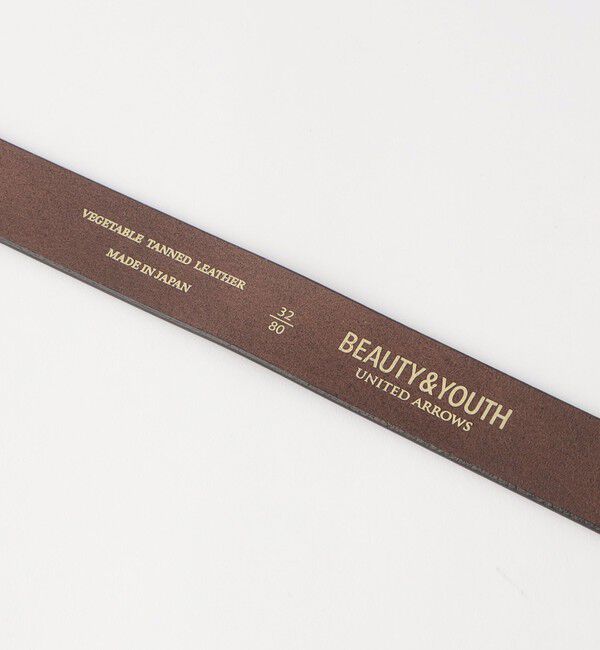 VEGETABLE TANNED LEATHER
MADE IN JAPAN
32
80
BEAUTY&YOUTH
UNITED ARROWS